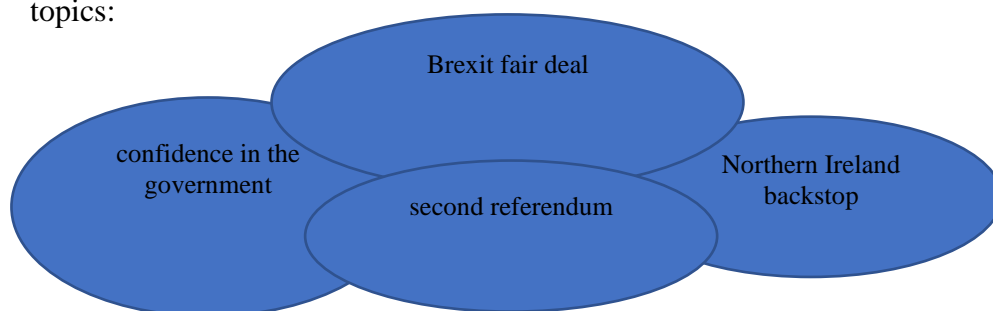 topics:
Brexit fair deal
confidence in the
government
Northern Ireland
backstop
second referendum